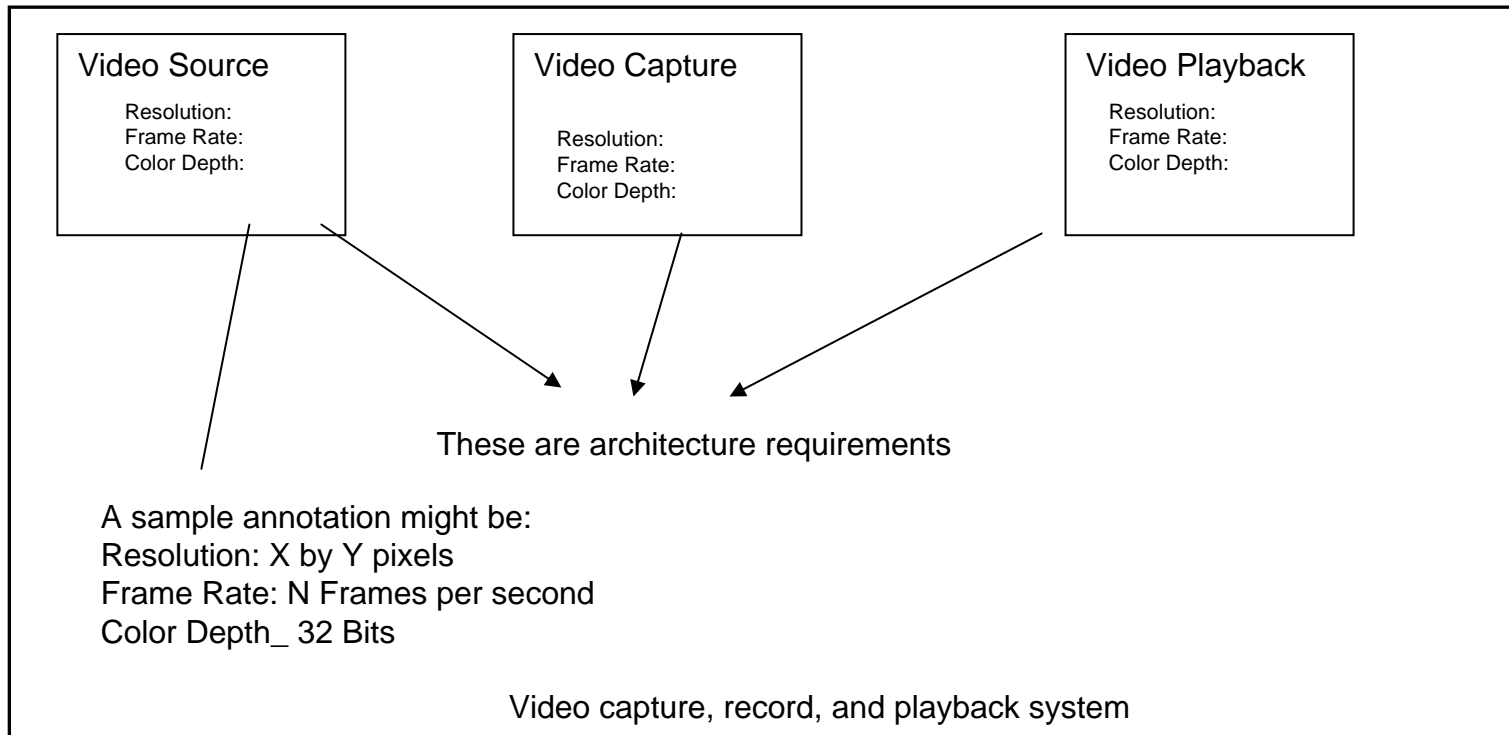 Video Source
Resolution:
Frame Rate:
Color Depth:
Video Capture
Resolution:
Frame Rate:
Color Depth:
Video Playback
Resolution:
Frame Rate:
Color Depth:
These are architecture requirements
A sample annotation might be:
Resolution: X by Y pixels
Frame Rate: N Frames per second
Color Depth_ 32 Bits
Video capture, record, and playback system